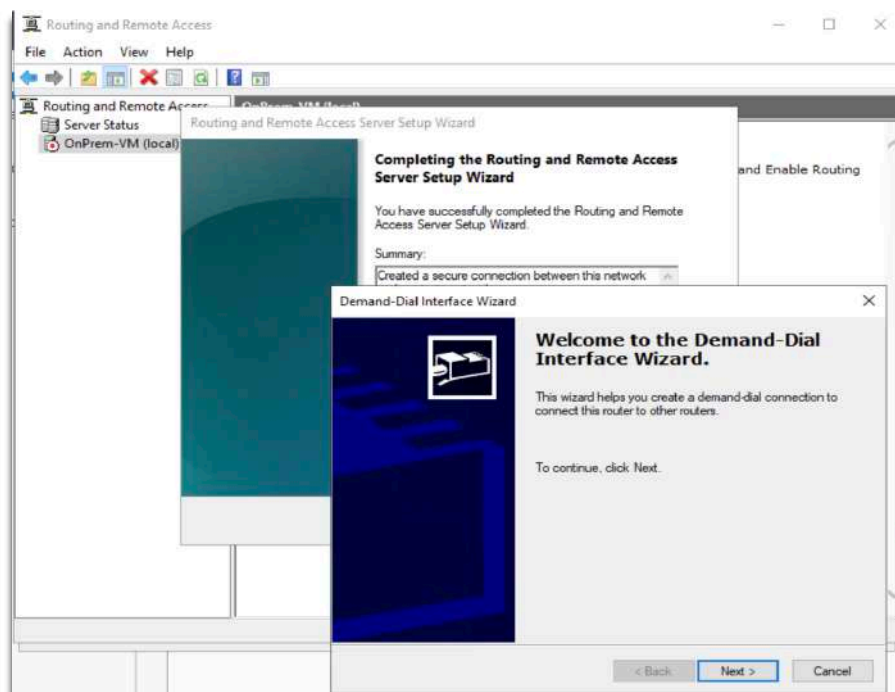 Routing and Remote Access
File Action View Help
Routing and Remote Access
Server Status
OnPrem-VM (local)
OnPrem-VM (local)
Routing and Remote Access Server Setup Wizard
Completing the Routing and Remote Access
Server Setup Wizard
You have successfully completed the Routing and Remote
Access Server Setup Wizard.
Summary:
Created a secure connection between this network
and Enable Routing
Demand-Dial Interface Wizard
Welcome to the Demand-Dial
Interface Wizard.
This wizard helps you create a demand-dial connection to
connect this router to other routers.
To continue, click Next.
< Back
Next >
Cancel